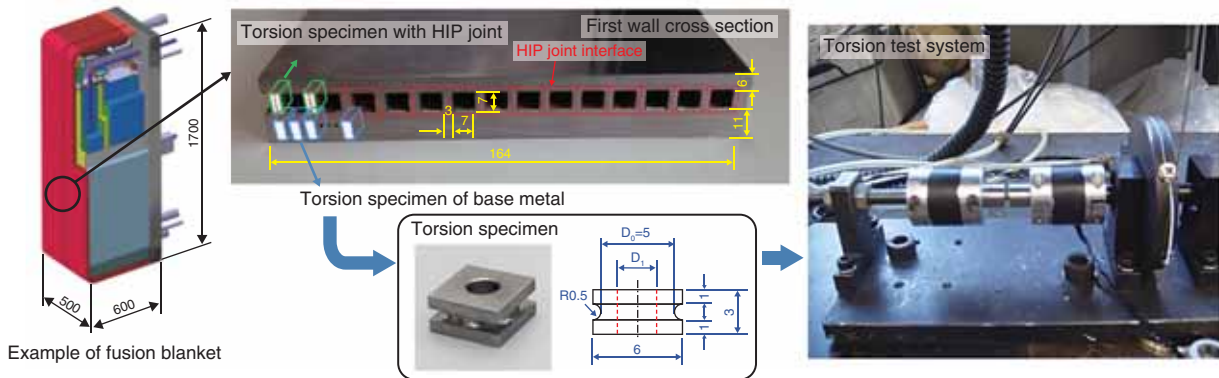 1700
500
600
Example of fusion blanket
Torsion specimen with HIP joint
First wall cross section
HIP joint interface
6
7
3
7
11
164
Torsion specimen of base metal
Torsion specimen
D0=5
D1
R0.5
1
1
3
6
Torsion test system